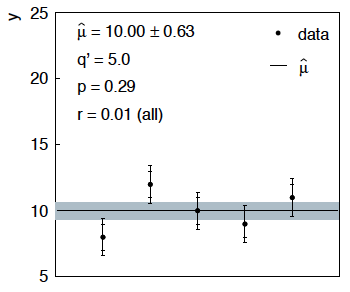 y
25
20
15
10
5
μ̂ = 10.00 ± 0.63
q' = 5.0
p = 0.29
r = 0.01 (all)
data
μ̂